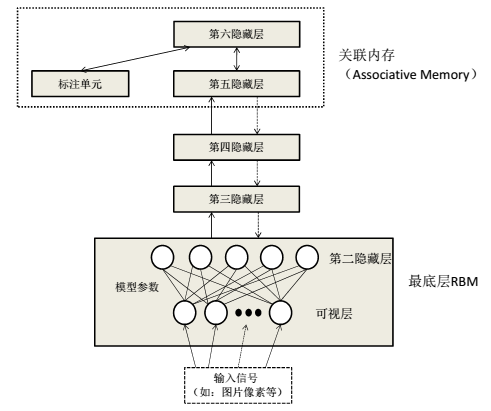 第六隐藏层
关联内存
（Associative Memory）
标注单元
第五隐藏层
第四隐藏层
第三隐藏层
第二隐藏层
最底层RBM
模型参数
可视层
输入信号
（如：图片像素等）